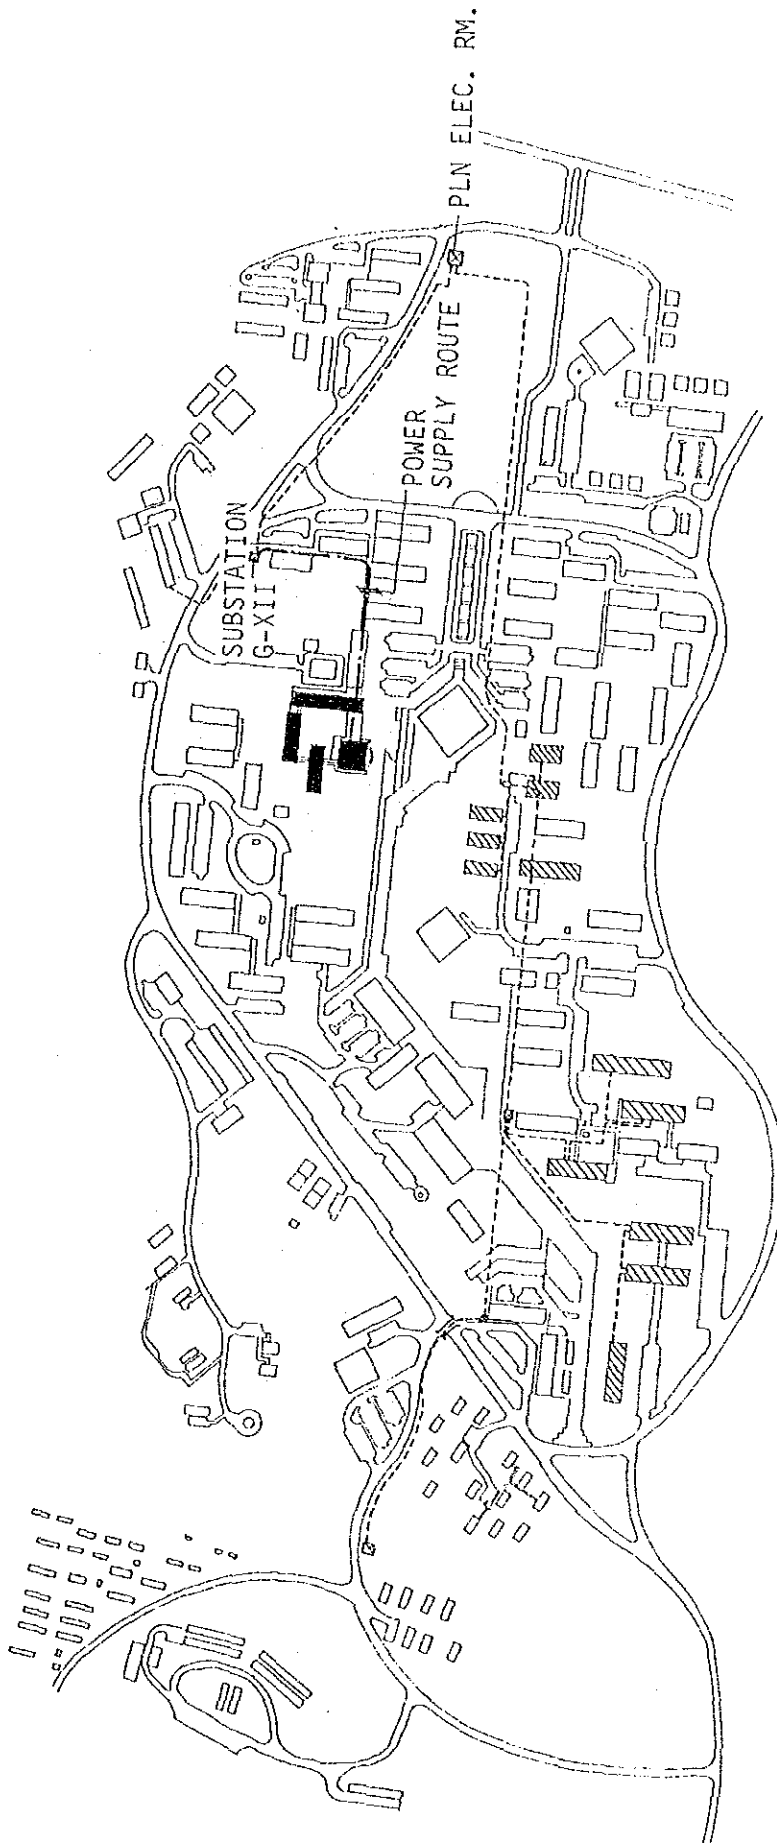 SUBSTATION
G-XII
POWER
SUPPLY ROUTE
PLN ELEC. RM.